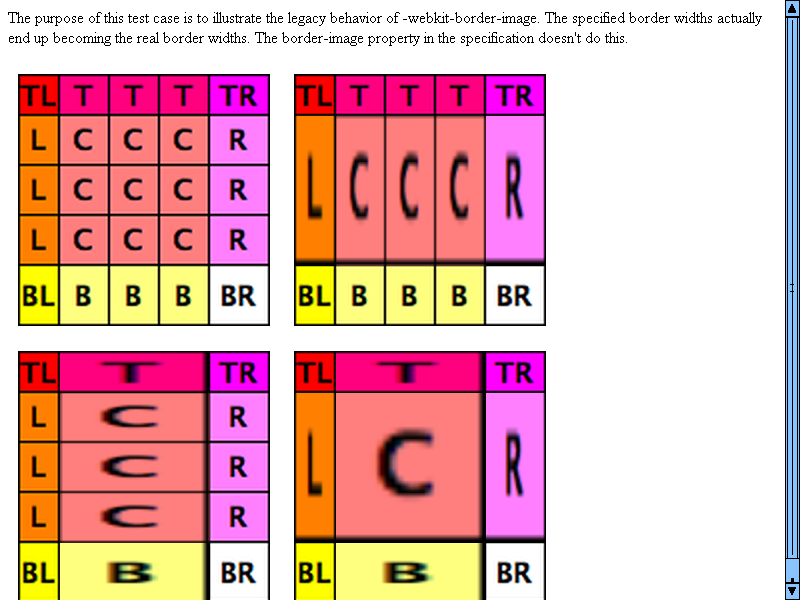 The purpose of this test case is to illustrate the legacy behavior of -webkit-border-image. The specified border widths actually
end up becoming the real border widths. The border-image property in the specification doesn't do this.
TL T T T TR TL T T T TR
L C C C R
L C C C R L C C C R
L C C C R
BL B B B BR BL B B B BR
TL T TR TL T TR
L C R
L C R L C R
L C R
BL B BR BL B BR